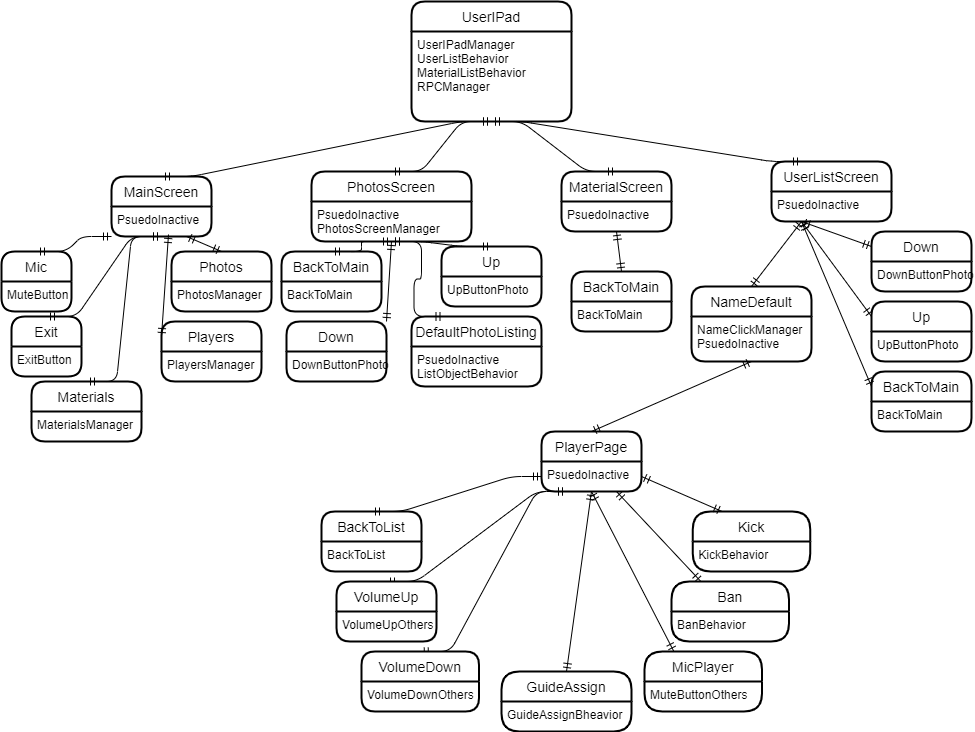 UserIPad
UserIPadManager
UserListBehavior
MaterialListBehavior
RPCManager
MainScreen
PsuedoInactive
PhotosScreen
PsuedoInactive
PhotosScreenManager
MaterialScreen
PsuedoInactive
UserListScreen
PsuedoInactive
Mic
MuteButton
Photos
PhotosManager
BackToMain
BackToMain
Up
UpButtonPhoto
BackToMain
BackToMain
Down
DownButtonPhoto
NameDefault
NameClickManager
PsuedoInactive
Up
UpButtonPhoto
Exit
ExitButton
Players
PlayersManager
Down
DownButtonPhoto
DefaultPhotoListing
PsuedoInactive
ListObjectBehavior
BackToMain
BackToMain
Materials
MaterialsManager
PlayerPage
PsuedoInactive
BackToList
BackToList
Kick
KickBehavior
VolumeUp
VolumeUpOthers
Ban
BanBehavior
VolumeDown
VolumeDownOthers
GuideAssign
GuideAssignBheavior
MicPlayer
MuteButtonOthers